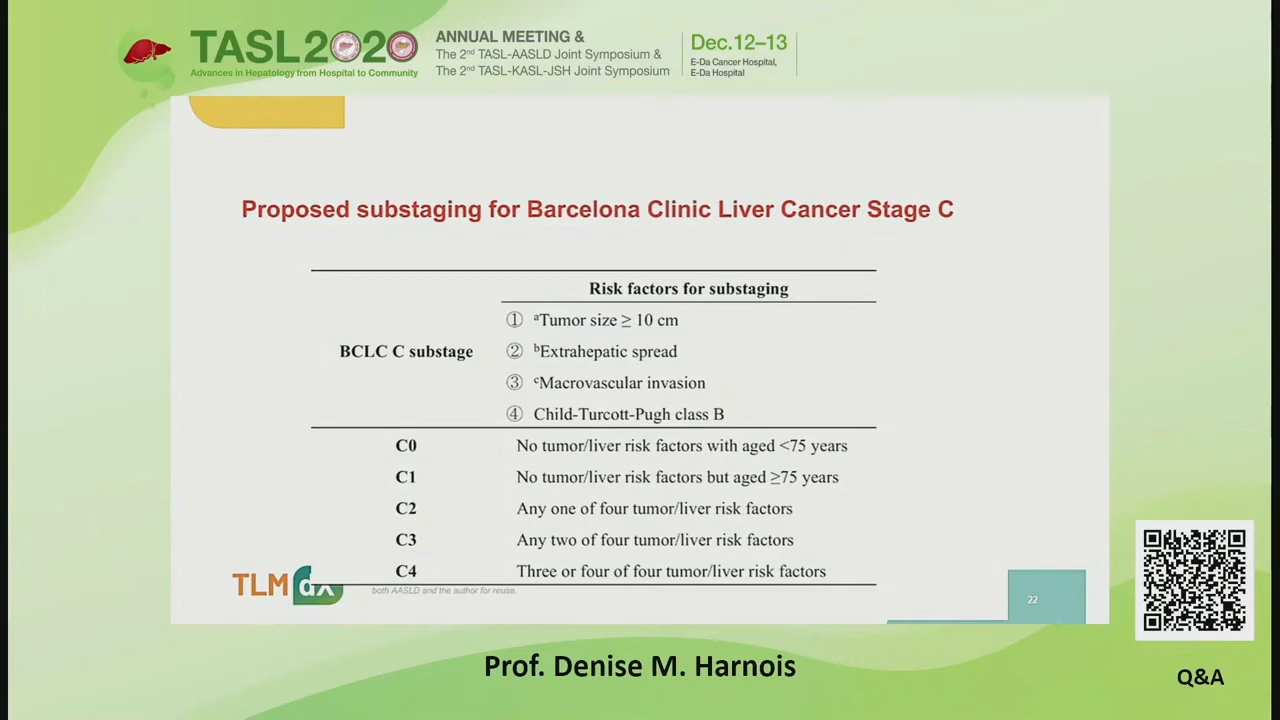 TASL2020
Advances in Hepatology from Hospital to Community
ANNUAL MEETING &
The 2nd TASL-AASLD Joint Symposium &
The 2nd TASL-KASL-JSH Joint Symposium
Dec.12–13
E-Da Cancer Hospital,
E-Da Hospital
Proposed substaging for Barcelona Clinic Liver Cancer Stage C
Risk factors for substaging
BCLC C substage
① ᵃTumor size ≥ 10 cm
② ᵇExtrahepatic spread
③ ᶜMacrovascular invasion
④ Child-Turcott-Pugh class B
C0 No tumor/liver risk factors with aged <75 years
C1 No tumor/liver risk factors but aged ≥75 years
C2 Any one of four tumor/liver risk factors
C3 Any two of four tumor/liver risk factors
C4 Three or four of four tumor/liver risk factors
TLM dx
both AASLD and the author for reuse.
22
Prof. Denise M. Harnois
Q&A